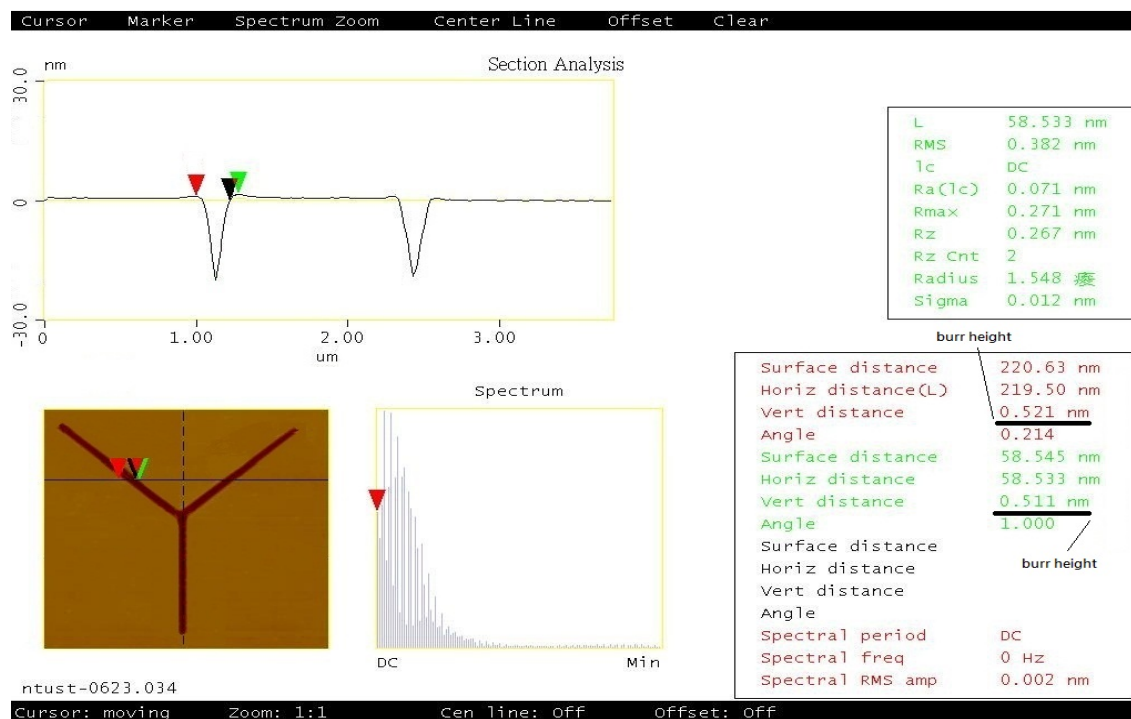 Cursor Marker Spectrum Zoom Center Line Offset Clear
nm
Section Analysis
30.0
0
-30.0
0 1.00 2.00 3.00
um
L 58.533 nm
RMS 0.382 nm
lc DC
Ra(lc) 0.071 nm
Rmax 0.271 nm
Rz 0.267 nm
Rz Cnt 2
Radius 1.548
Sigma 0.012 nm
burr height
Surface distance 220.63 nm
Horiz distance(L) 219.50 nm
Vert distance 0.521 nm
Angle 0.214
Surface distance 58.545 nm
Horiz distance 58.533 nm
Vert distance 0.511 nm
Angle 1.000
burr height
Surface distance
Horiz distance
Vert distance
Angle
Spectral period DC
Spectral freq 0 Hz
Spectral RMS amp 0.002 nm
Spectrum
DC Min
ntust-0623.034
Cursor: moving Zoom: 1:1 Cen line: Off Offset: Off